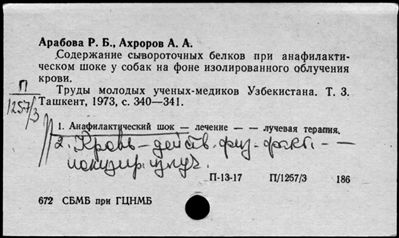 Арабова Р. Б., Ахроров А. А.
Содержание сывороточных белков при анафилакти-
ческом шоке у собак на фоне изолированного облучения
крови.
Труды молодых ученых-медиков Узбекистана. Т. 3.
Ташкент, 1973, с. 340—341.
П
1257/3
1. Анафилактический шок — лечение — — лучевая терапия.
2. Кровь — действ. физ. факт. — —
ионизир. излуч.
П-13-17 П/1257/3 186
672 СБМБ при ГЦНМБ